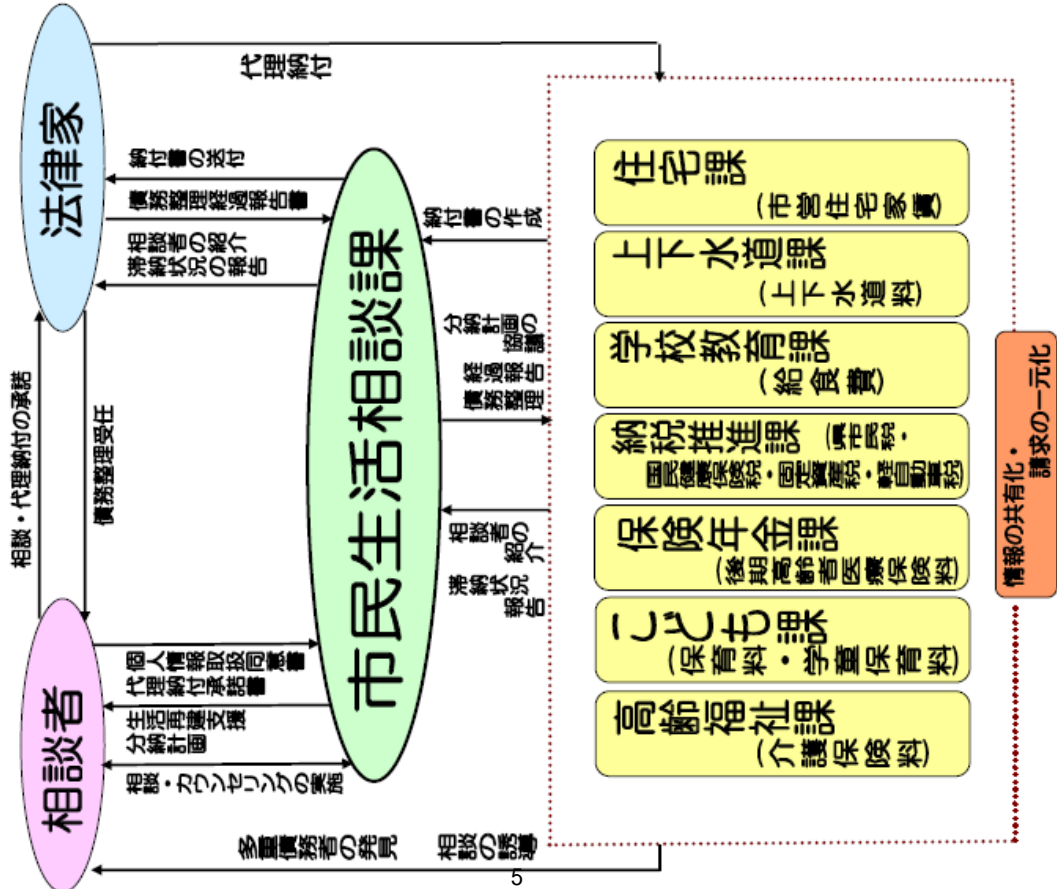 法律家
代理納付
納付書の送付
債務整理経過報告書
相談者の紹介
滞納状況の報告
相談・代理納付の承諾
債務整理受任
相談者
個人情報取扱同意書
代理納付承諾書
生活再建支援
分納計画
相談・カウンセリングの実施
市民生活相談課
納付書の作成
分納計画の
協議
経過報告
債務整理
相談者の
紹介
滞納状況
報告
多重債務者の発見
相談の誘導
住宅課
(市営住宅家賃)
上下水道課
(上下水道料)
学校教育課
(給食費)
納税推進課 (県市民税・
国民健康保険税・固定資産税・軽自動車税)
保険年金課
(後期高齢者医療保険料)
こども課
(保育料・学童保育料)
高齢福祉課
(介護保険料)
情報の共有化・
請求の一元化
5